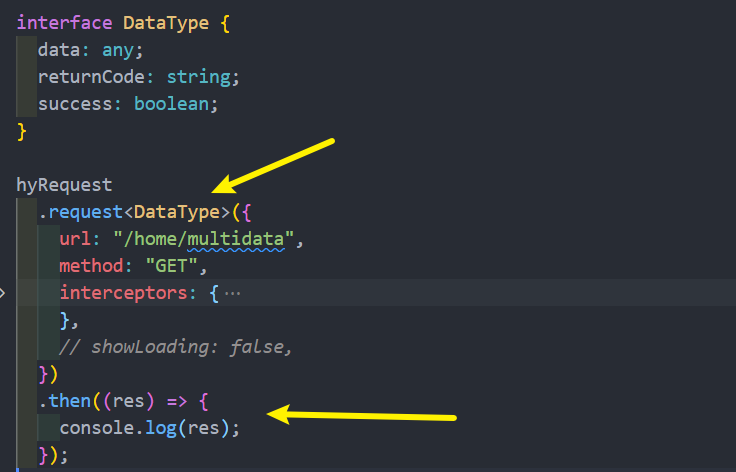 interface DataType {
data: any;
returnCode: string;
success: boolean;
}
hyRequest
.request<DataType>({
url: "/home/multidata",
method: "GET",
interceptors: { ···
},
// showLoading: false,
})
.then((res) => {
console.log(res);
});